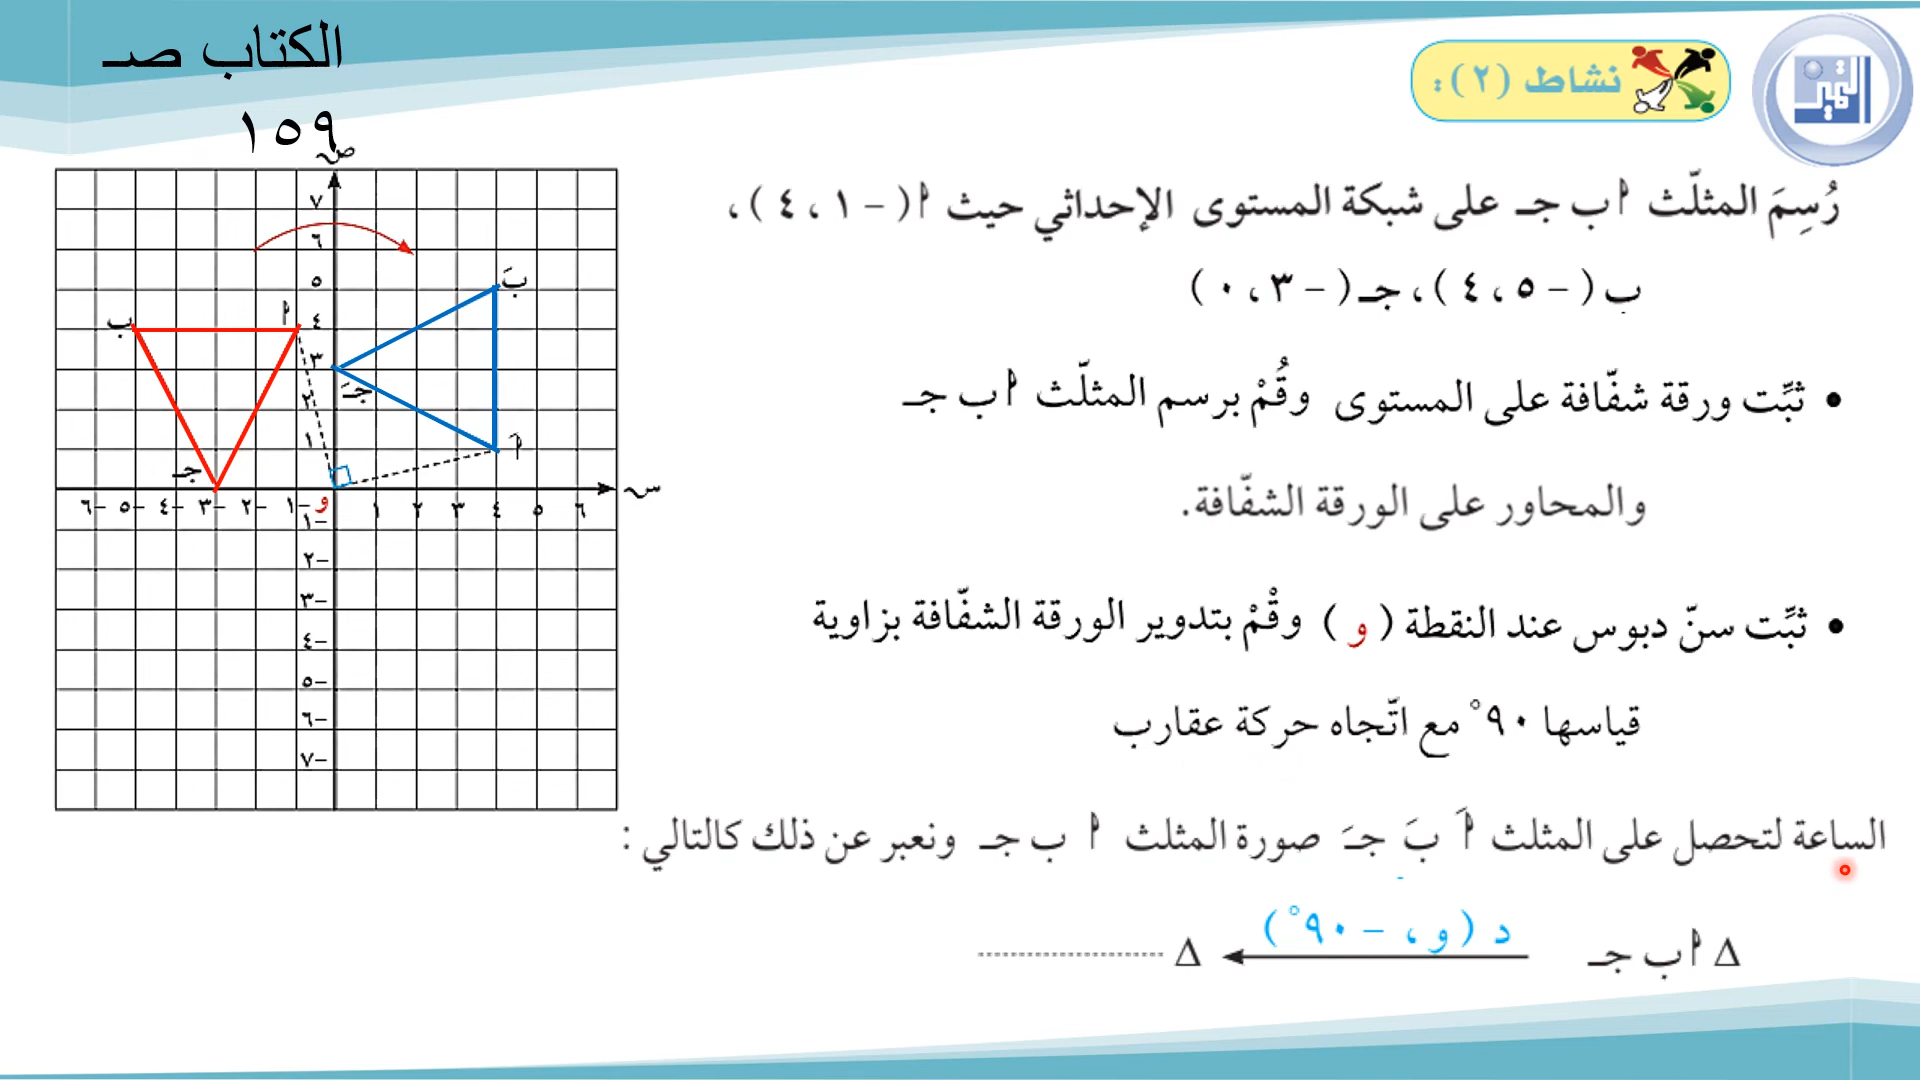 الكتاب صـ
١٥٩
التميز
نشاط (٢) :
رُسِمَ المثلّث أ ب جـ على شبكة المستوى الإحداثي حيث أ(− ١ ، ٤) ،
ب (− ٥ ، ٤) ، جـ (− ٣ ، ٠)
• ثبِّت ورقة شفّافة على المستوى وقُمْ برسم المثلّث أ ب جـ
والمحاور على الورقة الشفّافة.
• ثبِّت سنّ دبوس عند النقطة ( و ) وقُمْ بتدوير الورقة الشفّافة بزاوية
قياسها ٩٠° مع اتّجاه حركة عقارب
الساعة لتحصل على المثلث أَ بَ جـَ صورة المثلث أ ب جـ ونعبر عن ذلك كالتالي :
د (و ، − ٩٠°)
Δ أ ب جـ Δ ..................
ص
٧
٦
٥
٤
٣
٢
١
بَ
ب
أ
جـَ
أَ
جـ
س
−٦ −٥ −٤ −٣ −٢ −١ و ١ ٢ ٣ ٤ ٥ ٦
−١
−٢
−٣
−٤
−٥
−٦
−٧